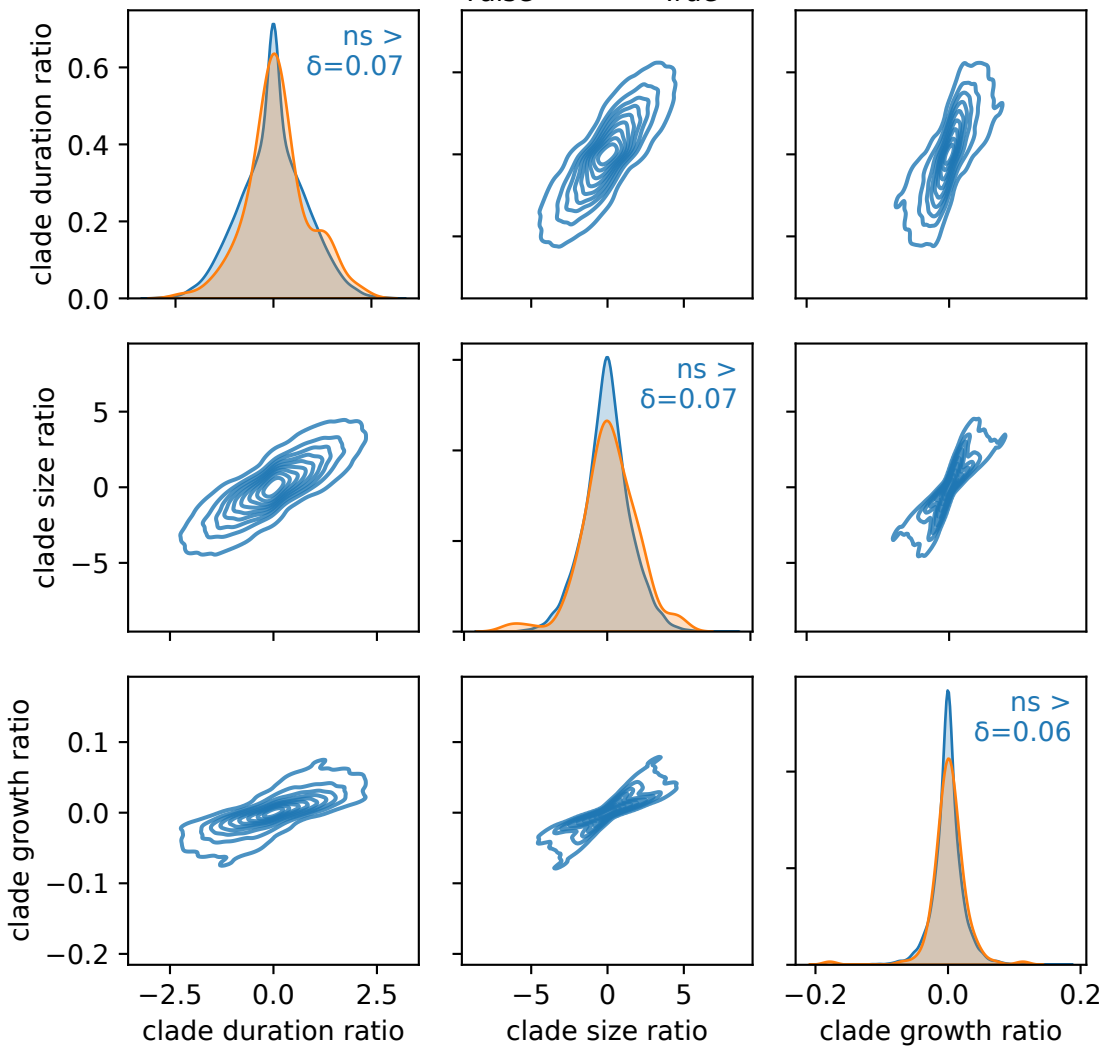 True
clade duration ratio
0.6
0.4
0.2
0.0
ns >
δ=0.07
clade size ratio
5
0
−5
ns >
δ=0.07
clade growth ratio
0.1
0.0
−0.1
−0.2
ns >
δ=0.06
−2.5 0.0 2.5
clade duration ratio
−5 0 5
clade size ratio
−0.2 0.0 0.2
clade growth ratio